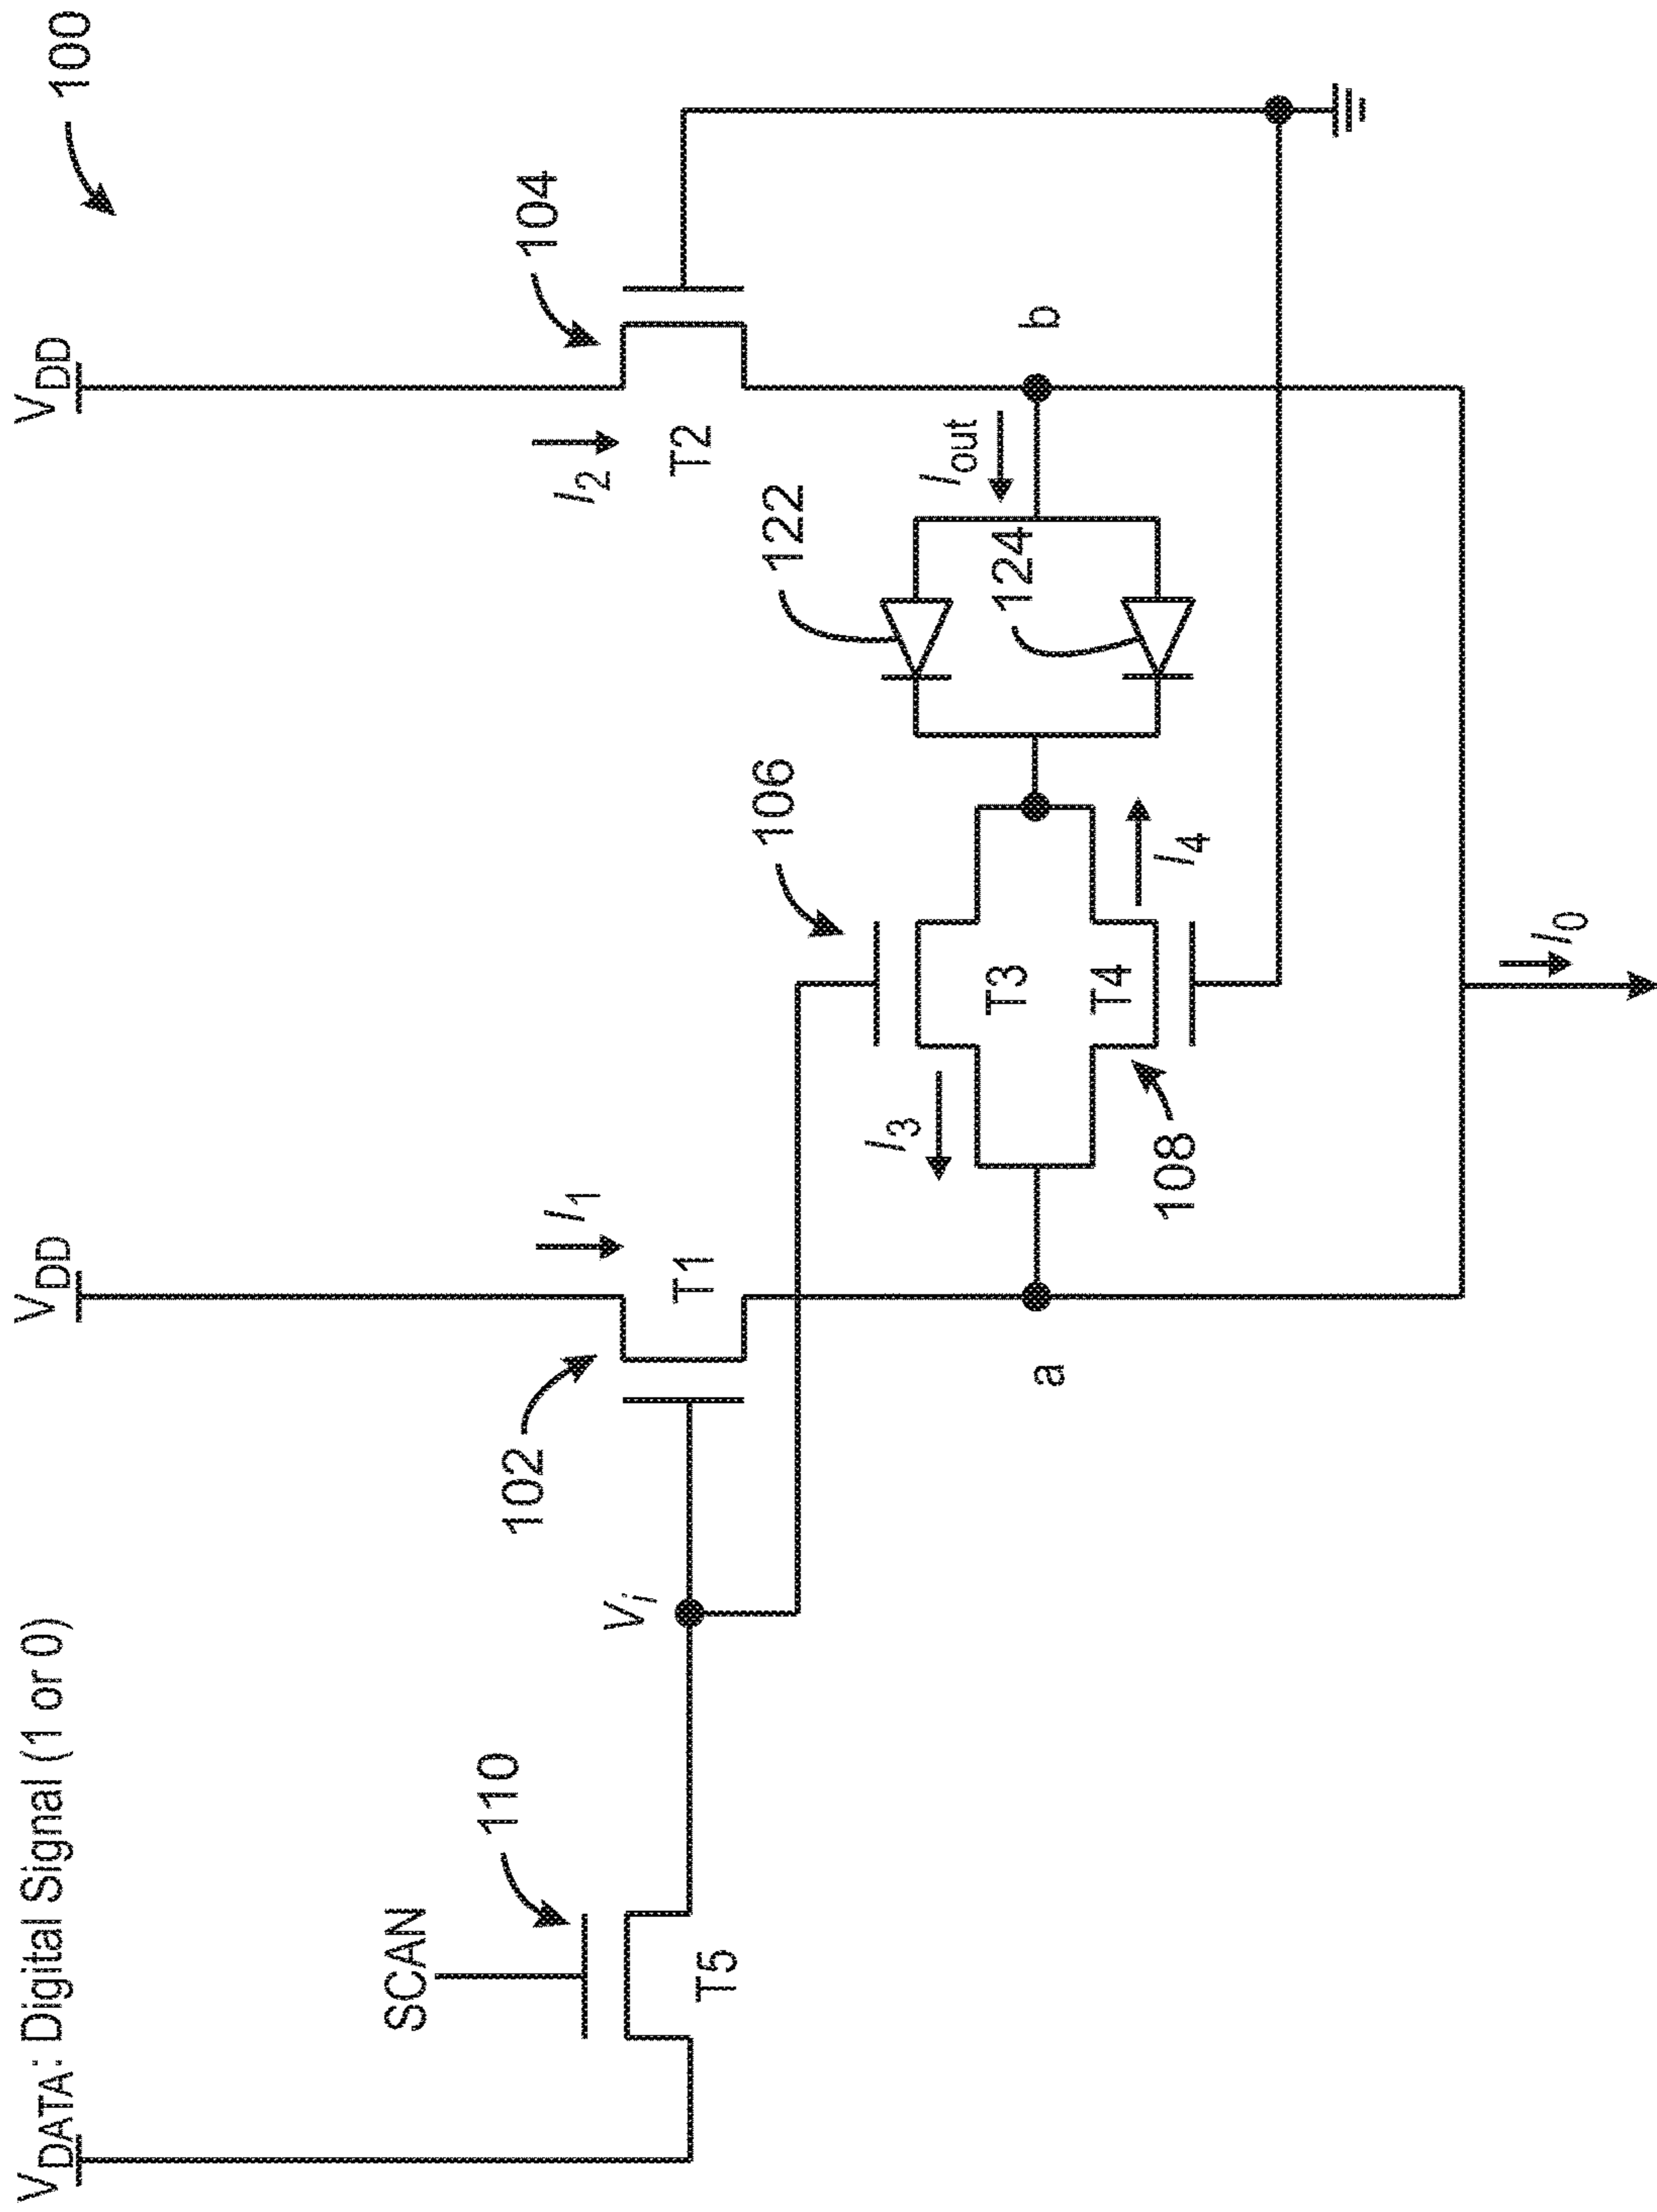 100
V_DATA: Digital Signal (1 or 0)
V_DD
V_DD
SCAN
110
102
I_1
I_2
104
V_i
T5
T1
T2
106
122
I_3
T3
I_out
124
a
b
T4
I_4
108
I_0